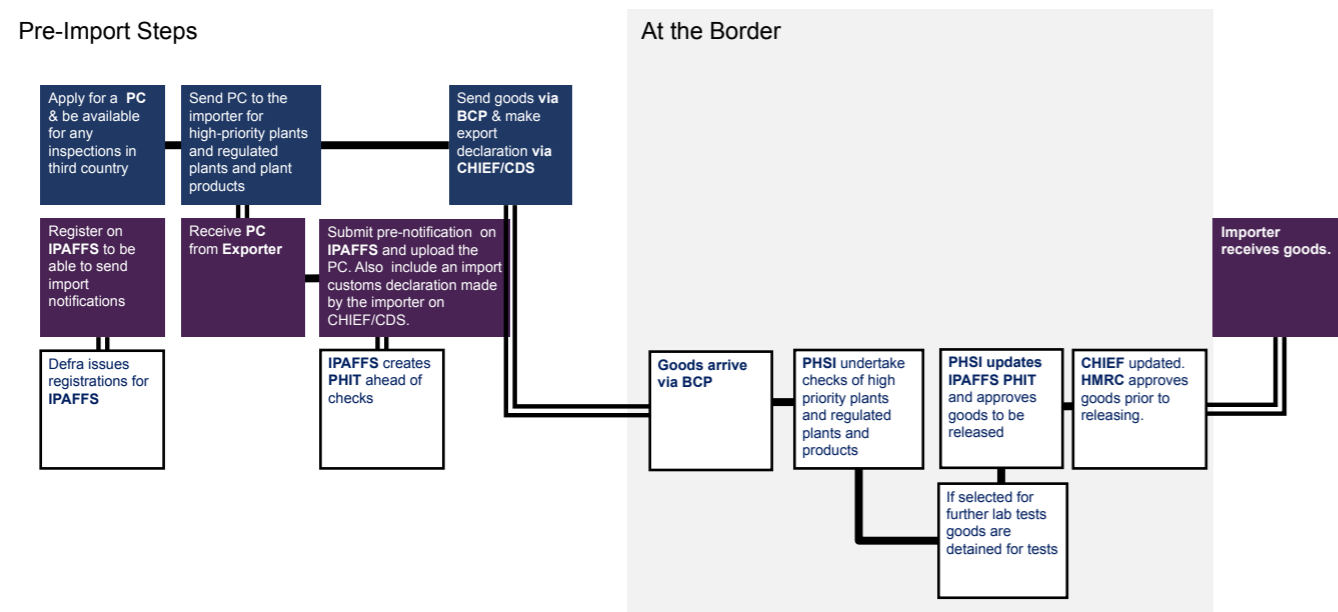 Pre-Import Steps
At the Border
Apply for a PC
& be available
for any
inspections in
third country
Send PC to the
importer for
high-priority plants
and regulated
plants and plant
products
Send goods via
BCP & make
export
declaration via
CHIEF/CDS
Register on
IPAFFS to be
able to send
import
notifications
Receive PC
from Exporter
Submit pre-notification on
IPAFFS and upload the
PC. Also include an import
customs declaration made
by the importer on
CHIEF/CDS.
Importer
receives goods.
Defra issues
registrations for
IPAFFS
IPAFFS creates
PHIT ahead of
checks
Goods arrive
via BCP
PHSI undertake
checks of high
priority plants
and regulated
plants and
products
PHSI updates
IPAFFS PHIT
and approves
goods to be
released
CHIEF updated.
HMRC approves
goods prior to
releasing.
If selected for
further lab tests
goods are
detained for tests